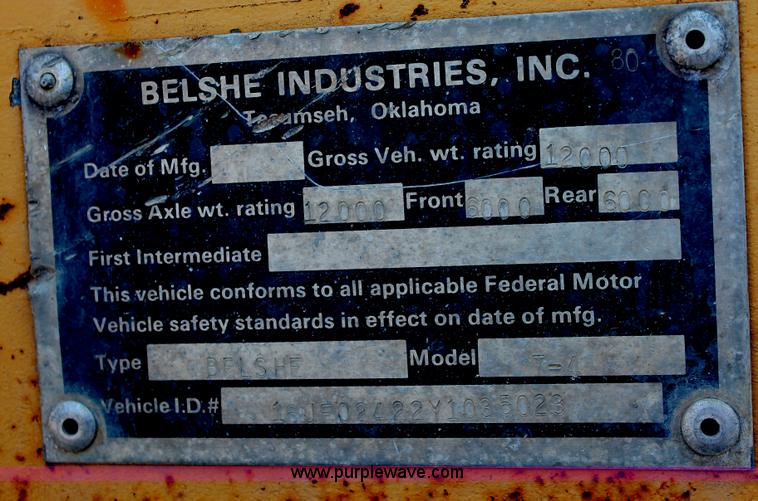 BELSHE INDUSTRIES, INC. 80-
Tecumseh, Oklahoma
Date of Mfg. Gross Veh. wt. rating 12000
Gross Axle wt. rating 12000 Front 6000 Rear 6000
First Intermediate
This vehicle conforms to all applicable Federal Motor
Vehicle safety standards in effect on date of mfg.
Type BELSHE Model
Vehicle I.D.#
www.purplewave.com